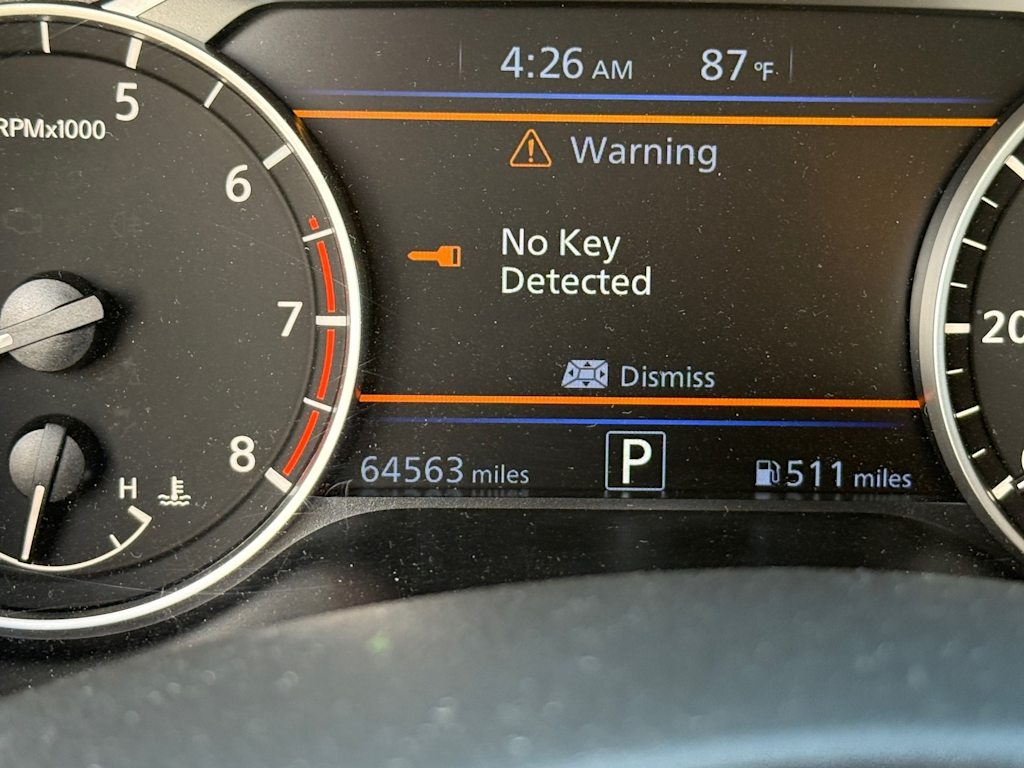 4:26 AM 87 °F
Warning
No Key
Detected
Dismiss
64563 miles P 511 miles
5
RPMx1000
6
7
8
H
20